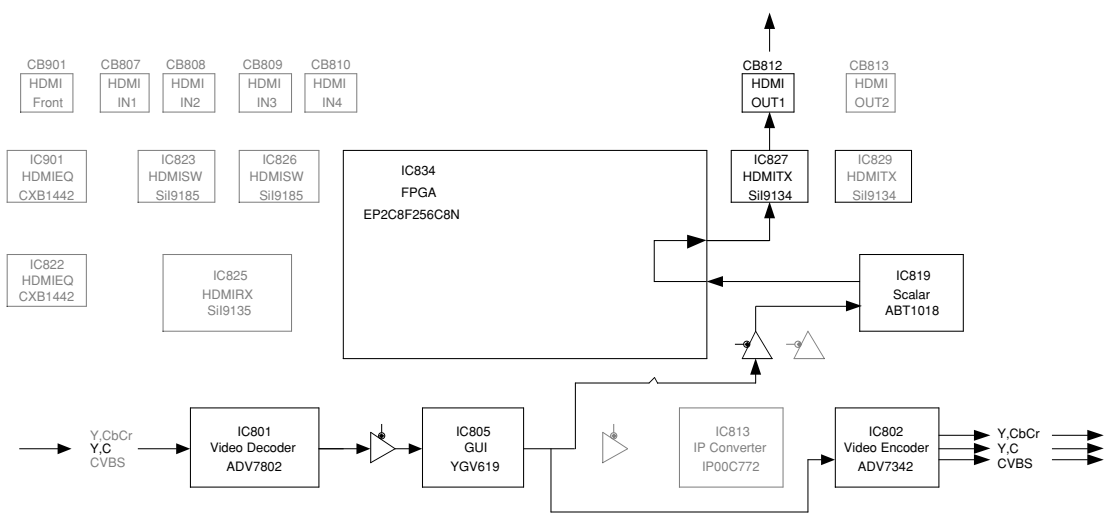 CB901
HDMI
Front
CB807
HDMI
IN1
CB808
HDMI
IN2
CB809
HDMI
IN3
CB810
HDMI
IN4
CB812
HDMI
OUT1
CB813
HDMI
OUT2
IC901
HDMIEQ
CXB1442
IC823
HDMISW
SiI9185
IC826
HDMISW
SiI9185
IC834
FPGA
EP2C8F256C8N
IC827
HDMITX
SiI9134
IC829
HDMITX
SiI9134
IC822
HDMIEQ
CXB1442
IC825
HDMIRX
SiI9135
IC819
Scalar
ABT1018
Y,CbCr
Y,C
CVBS
IC801
Video Decoder
ADV7802
IC805
GUI
YGV619
IC813
IP Converter
IP00C772
IC802
Video Encoder
ADV7342
Y,CbCr
Y,C
CVBS